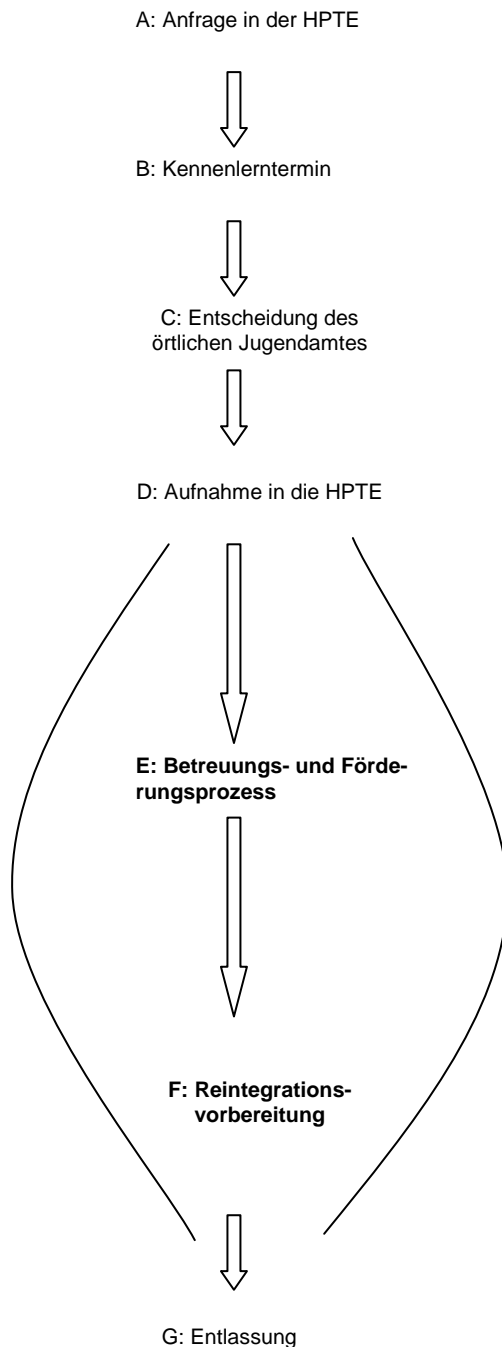 A: Anfrage in der HPTE
B: Kennenlerntermin
C: Entscheidung des
örtlichen Jugendamtes
D: Aufnahme in die HPTE
E: Betreuungs- und Förde-
rungsprozess
F: Reintegrations-
vorbereitung
G: Entlassung